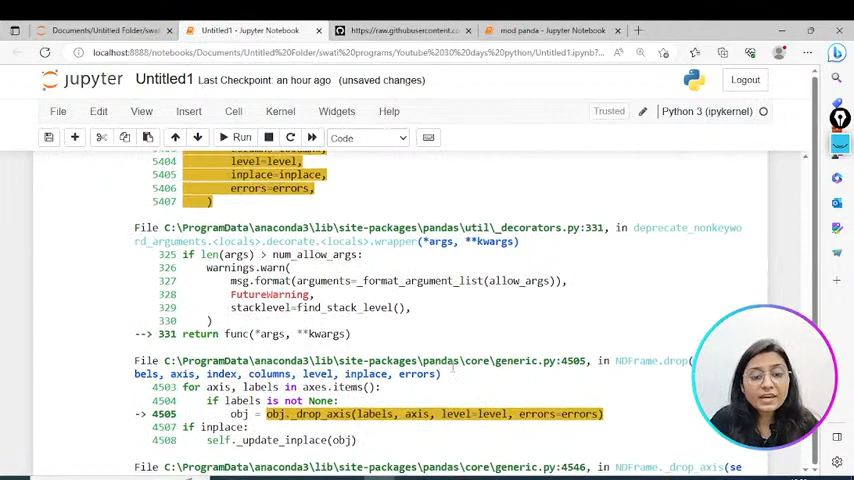 Documents/Untitled Folder/swati
Untitled1 - Jupyter Notebook
https://raw.githubusercontent.cc
mod panda - Jupyter Notebook
localhost:8888/notebooks/Documents/Untitled%20Folder/swati%20programs/Youtube%2030%20days%20python/Untitled1.ipynb?...
jupyter Untitled1 Last Checkpoint: an hour ago (unsaved changes)
Logout
File Edit View Insert Cell Kernel Widgets Help
Trusted
Python 3 (ipykernel)
Run
Code
5404 level=level,
5405 inplace=inplace,
5406 errors=errors,
5407 )
File C:\ProgramData\anaconda3\lib\site-packages\pandas\util\_decorators.py:331, in deprecate_nonkeywo
rd_arguments.<locals>.decorate.<locals>.wrapper(*args, **kwargs)
325 if len(args) > num_allow_args:
326 warnings.warn(
327 msg.format(arguments=_format_argument_list(allow_args)),
328 FutureWarning,
329 stacklevel=find_stack_level(),
330 )
--> 331 return func(*args, **kwargs)
File C:\ProgramData\anaconda3\lib\site-packages\pandas\core\generic.py:4505, in NDFrame.drop(
bels, axis, index, columns, level, inplace, errors)
4503 for axis, labels in axes.items():
4504 if labels is not None:
-> 4505 obj = obj._drop_axis(labels, axis, level=level, errors=errors)
4507 if inplace:
4508 self._update_inplace(obj)
File C:\ProgramData\anaconda3\lib\site-packages\pandas\core\generic.py:4546, in NDFrame._drop_axis(se